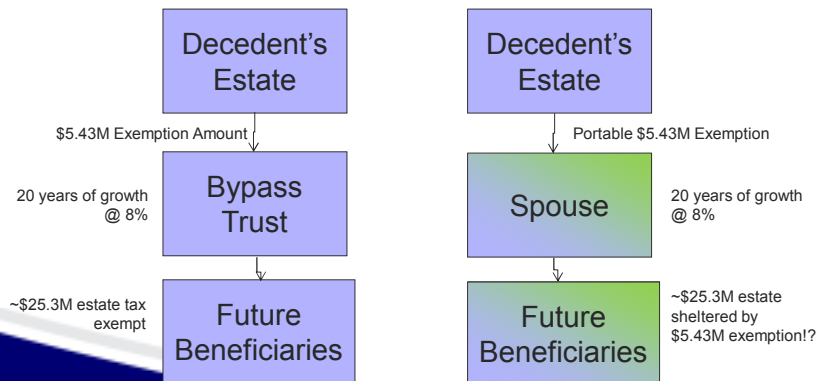 Decedent's
Estate
$5.43M Exemption Amount
20 years of growth
@ 8%
Bypass
Trust
~$25.3M estate tax
exempt
Future
Beneficiaries
Decedent's
Estate
Portable $5.43M Exemption
Spouse
20 years of growth
@ 8%
Future
Beneficiaries
~$25.3M estate
sheltered by
$5.43M exemption!?